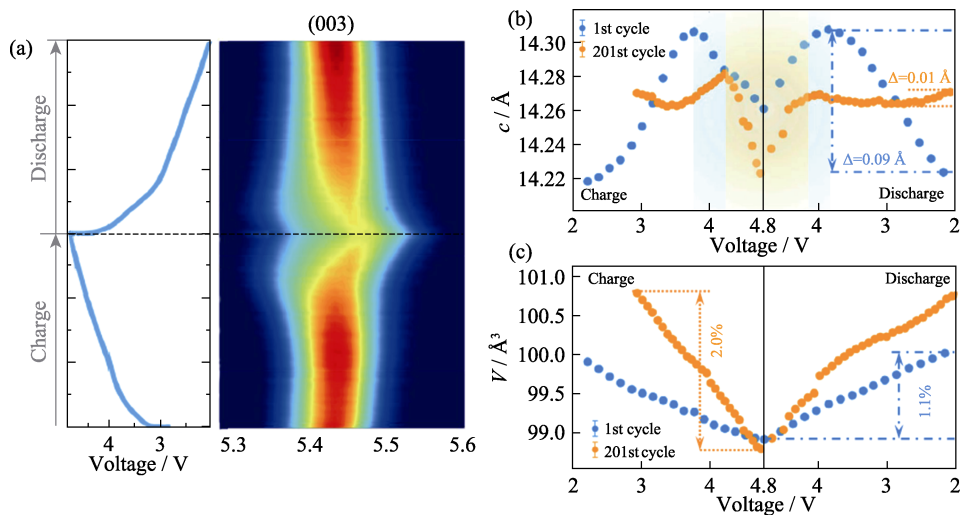 (003)
(a)
Discharge
Charge
4 3 V
Voltage / V
5.3 5.4 5.5 5.6
(b)
1st cycle
201st cycle
14.30
14.28
14.26
14.24
14.22
c / Å
Δ=0.01 Å
Δ=0.09 Å
Charge
Discharge
2 3 4 4.8 4 3 2
Voltage / V
(c)
Charge
Discharge
101.0
100.5
100.0
99.5
99.0
V / Å³
2.0%
1.1%
1st cycle
201st cycle
2 3 4 4.8 4 3 2
Voltage / V